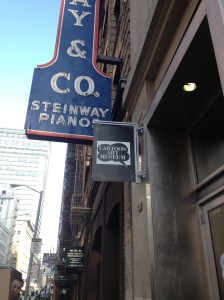 AY
& CO.
STEINWAY
PIANOS
CARTOON
ART
MUSEUM